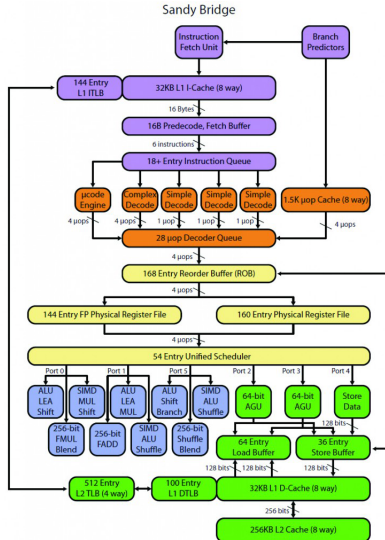 Sandy Bridge
Instruction
Fetch Unit
Branch
Predictors
144 Entry
L1 ITLB
32KB L1 I-Cache (8 way)
16 Bytes
16B Predecode, Fetch Buffer
6 instructions
18+ Entry Instruction Queue
μcode
Engine
Complex
Decode
Simple
Decode
Simple
Decode
Simple
Decode
1.5K μop Cache (8 way)
4 μops
4 μops
1 μop
1 μop
1 μop
4 μops
28 μop Decoder Queue
4 μops
168 Entry Reorder Buffer (ROB)
4 μops
144 Entry FP Physical Register File
160 Entry Physical Register File
4 μops
54 Entry Unified Scheduler
Port 0
Port 1
Port 5
Port 2
Port 3
Port 4
ALU
LEA
Shift
SIMD
MUL
Shift
ALU
LEA
MUL
ALU
Shift
Branch
SIMD
ALU
Shuffle
64-bit
AGU
64-bit
AGU
Store
Data
256-bit
FMUL
Blend
256-bit
FADD
SIMD
ALU
Shuffle
256-bit
Shuffle
Blend
128 bits
64 Entry
Load Buffer
36 Entry
Store Buffer
128 bits
128 bits
128 bits
512 Entry
L2 TLB (4 way)
100 Entry
L1 DTLB
32KB L1 D-Cache (8 way)
256 bits
256KB L2 Cache (8 way)